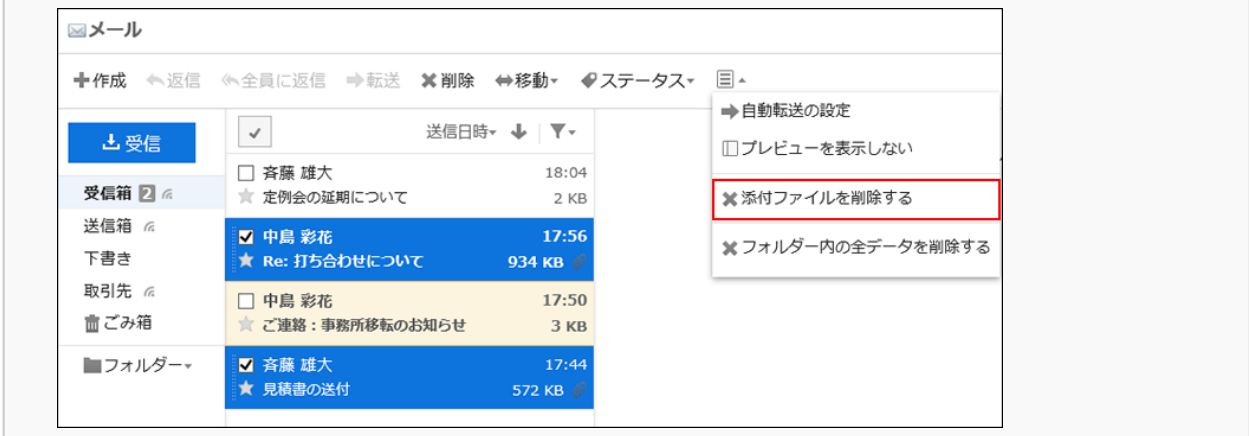 メール
作成 返信 全員に返信 転送 削除 移動 ステータス
受信
受信箱 2
送信箱
下書き
取引先
ごみ箱
フォルダー
送信日時
斉藤 雄大 18:04
定例会の延期について 2 KB
中島 彩花 17:56
Re: 打ち合わせについて 934 KB
中島 彩花 17:50
ご連絡：事務所移転のお知らせ 3 KB
斉藤 雄大 17:44
見積書の送付 572 KB
自動転送の設定
プレビューを表示しない
添付ファイルを削除する
フォルダー内の全データを削除する